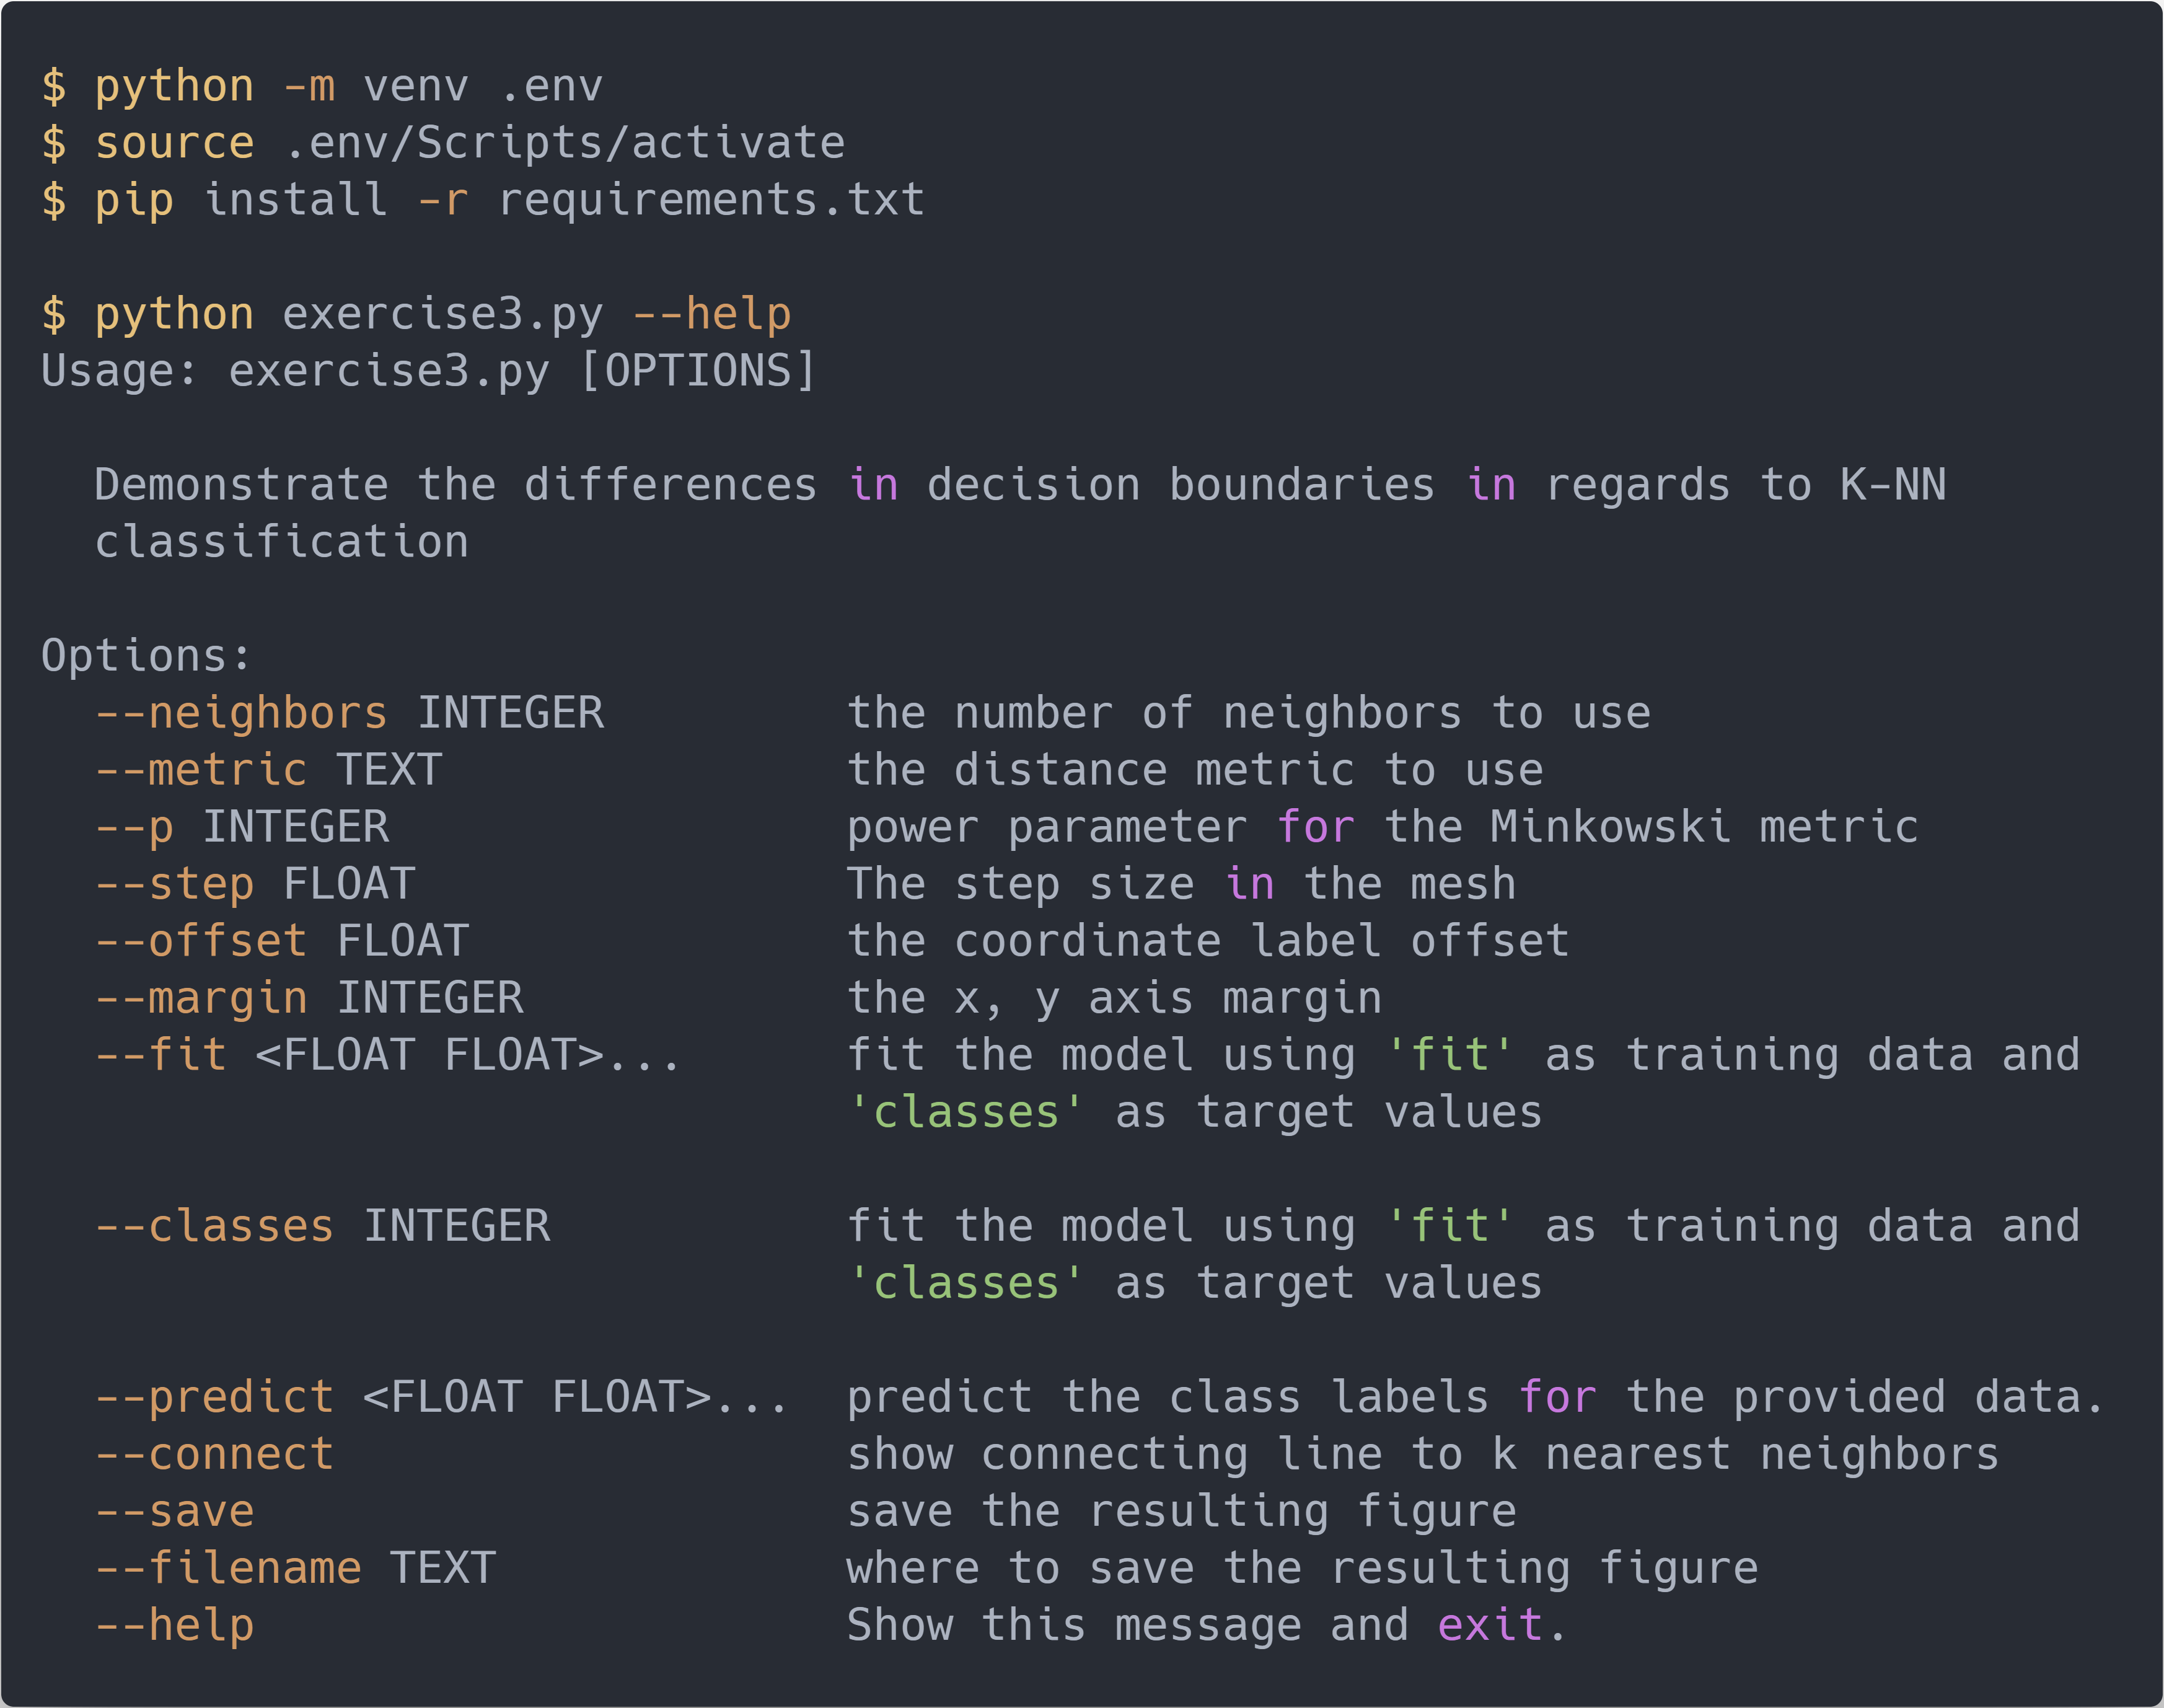 $ python -m venv .env
$ source .env/Scripts/activate
$ pip install -r requirements.txt

$ python exercise3.py --help
Usage: exercise3.py [OPTIONS]

  Demonstrate the differences in decision boundaries in regards to K-NN
  classification

Options:
  --neighbors INTEGER         the number of neighbors to use
  --metric TEXT               the distance metric to use
  --p INTEGER                 power parameter for the Minkowski metric
  --step FLOAT                The step size in the mesh
  --offset FLOAT              the coordinate label offset
  --margin INTEGER            the x, y axis margin
  --fit <FLOAT FLOAT>...      fit the model using 'fit' as training data and
                              'classes' as target values

  --classes INTEGER           fit the model using 'fit' as training data and
                              'classes' as target values

  --predict <FLOAT FLOAT>...  predict the class labels for the provided data.
  --connect                   show connecting line to k nearest neighbors
  --save                      save the resulting figure
  --filename TEXT             where to save the resulting figure
  --help                      Show this message and exit.